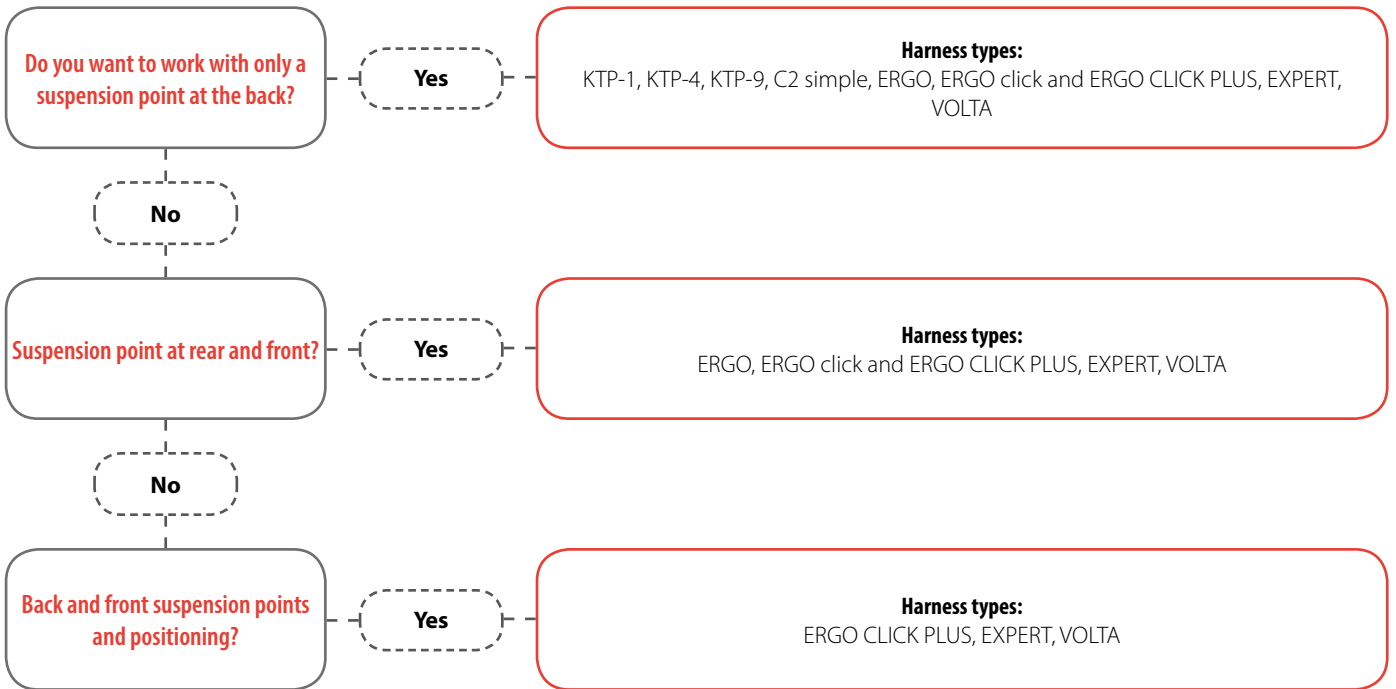 Do you want to work with only a
suspension point at the back?
Yes
Harness types:
KTP-1, KTP-4, KTP-9, C2 simple, ERGO, ERGO click and ERGO CLICK PLUS, EXPERT,
VOLTA
No
Suspension point at rear and front?
Yes
Harness types:
ERGO, ERGO click and ERGO CLICK PLUS, EXPERT, VOLTA
No
Back and front suspension points
and positioning?
Yes
Harness types:
ERGO CLICK PLUS, EXPERT, VOLTA